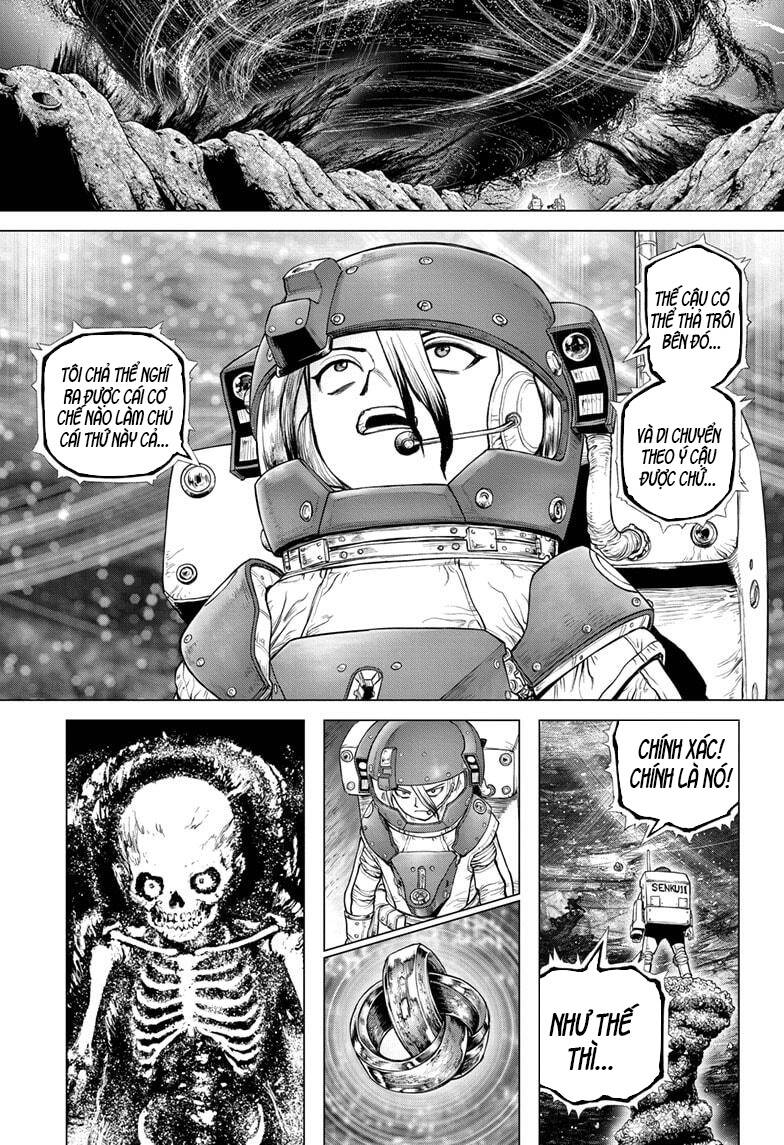 THẾ CẬU CÓ
THỂ THẢ TRÔI
BÊN ĐÓ...
VÀ DI CHUYỂN
THEO Ý CẬU
ĐƯỢC CHỨ...
TÔI CHẢ THỂ NGHĨ
RA ĐƯỢC CÁI CƠ
CHẾ NÀO LÀM CHỦ
CÁI THỨ NÀY CẢ...
CHÍNH XÁC!
CHÍNH LÀ NÓ!
SENKU11
NHƯ THẾ
THÌ...